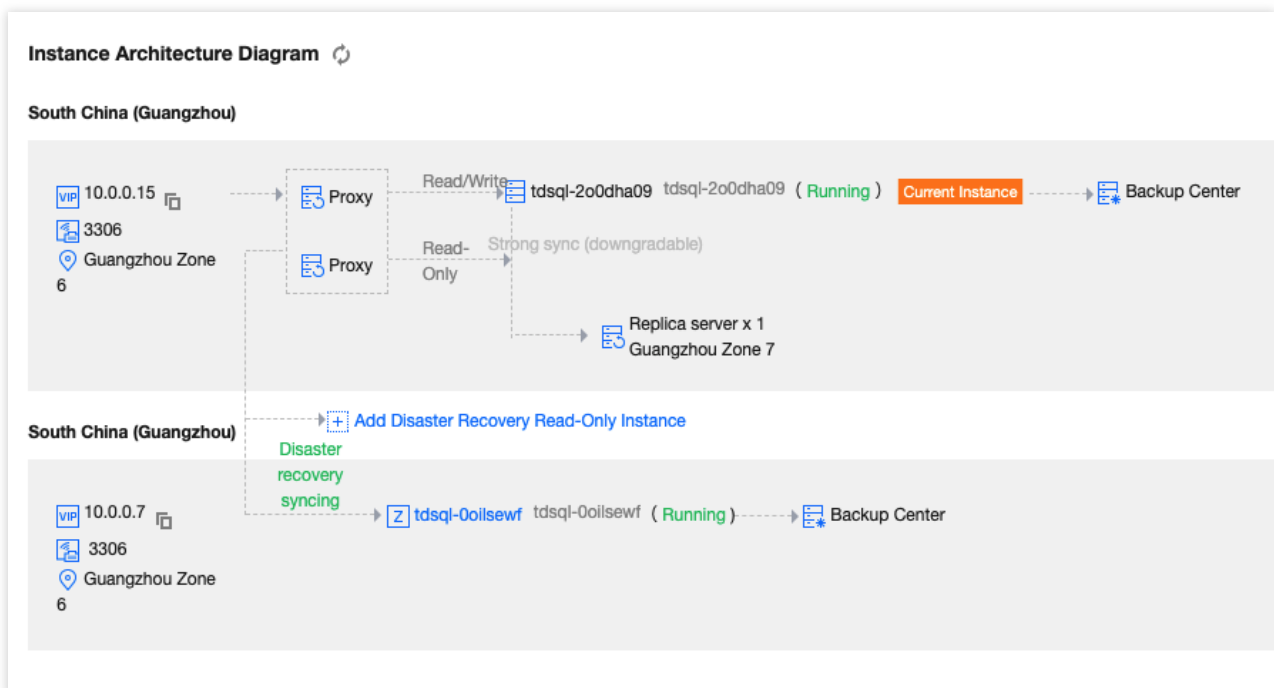 Instance Architecture Diagram
South China (Guangzhou)
VIP 10.0.0.15
3306
Guangzhou Zone
6
Proxy
Proxy
Read/Write
Read-
Only
tdsql-2o0dha09 tdsql-2o0dha09 ( Running ) Current Instance
Backup Center
Strong sync (downgradable)
Replica server x 1
Guangzhou Zone 7
Add Disaster Recovery Read-Only Instance
South China (Guangzhou)
Disaster
recovery
syncing
VIP 10.0.0.7
3306
Guangzhou Zone
6
Z tdsql-0oilsewf tdsql-0oilsewf ( Running )
Backup Center